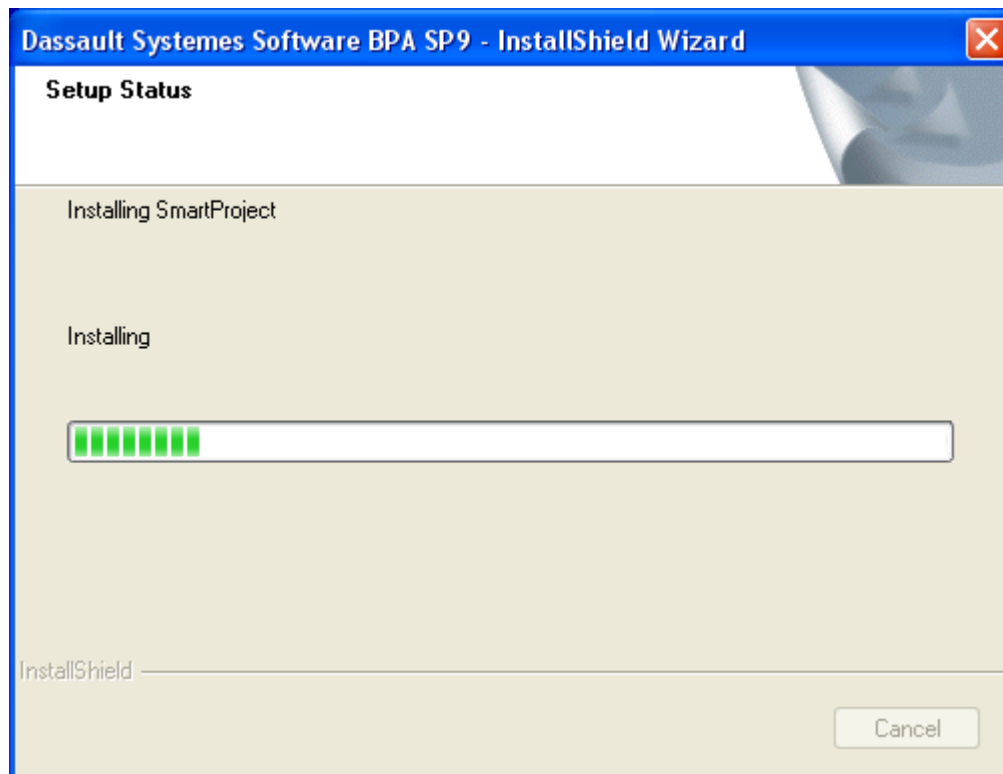 Dassault Systemes Software BPA SP9 - InstallShield Wizard
Setup Status
Installing SmartProject
Installing
InstallShield
Cancel